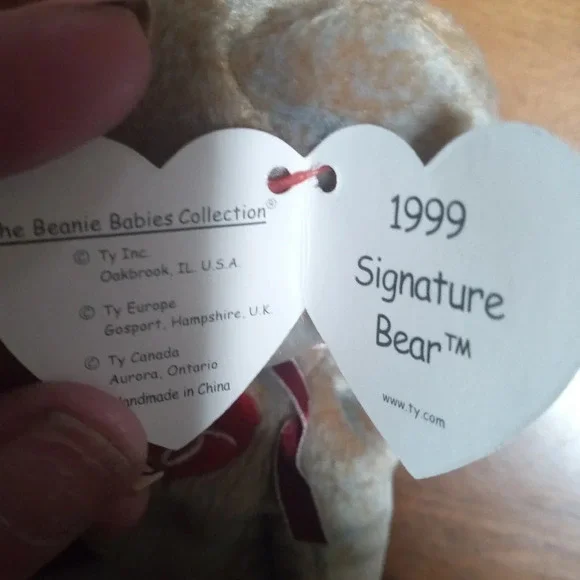 he Beanie Babies Collection®
© Ty Inc.
Oakbrook, IL. U.S.A.
© Ty Europe
Gosport, Hampshire, U.K.
© Ty Canada
Aurora, Ontario
Handmade in China
1999
Signature
Bear™
www.ty.com